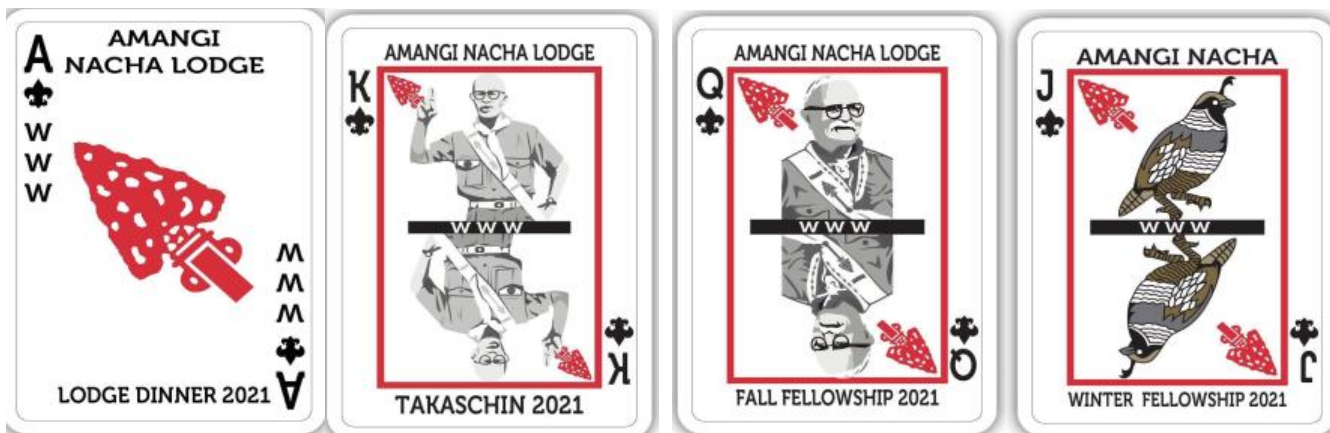 A
AMANGI
NACHA LODGE
W
W
W
W
W
W
LODGE DINNER 2021
A
AMANGI NACHA LODGE
K
WWW
K
TAKASCHIN 2021
AMANGI NACHA LODGE
Q
WWW
Q
FALL FELLOWSHIP 2021
AMANGI NACHA
J
WWW
J
WINTER FELLOWSHIP 2021